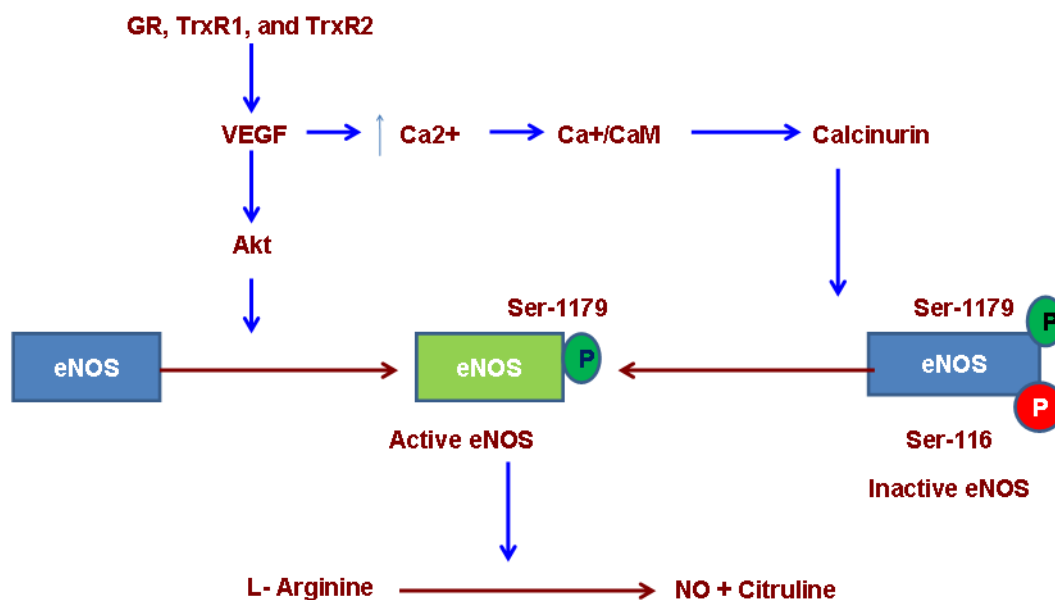 GR, TrxR1, and TrxR2
VEGF
Ca2+
Ca+/CaM
Calcinurin
Akt
Ser-1179
Ser-1179
eNOS
eNOS
P
eNOS
P
P
Active eNOS
Ser-116
Inactive eNOS
L- Arginine
NO + Citruline